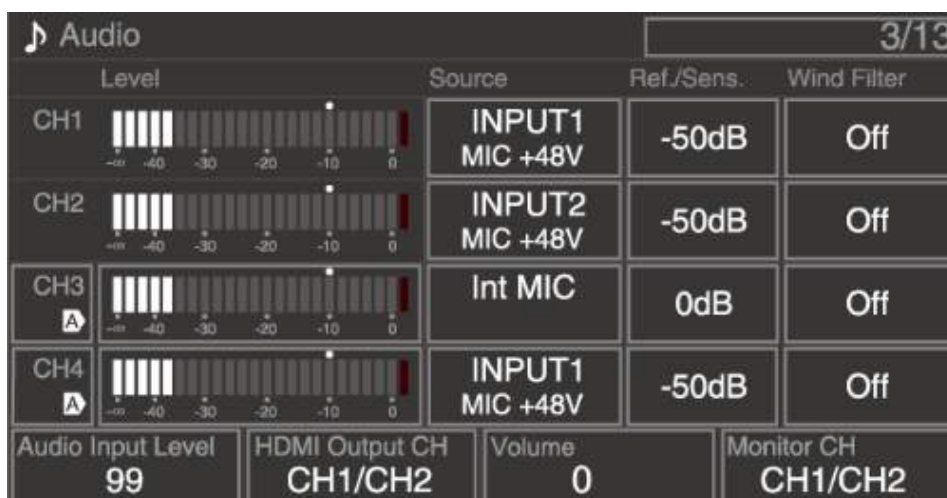 ♪ Audio 3/13
Level Source Ref./Sens. Wind Filter
CH1 INPUT1 -50dB Off
MIC +48V
-∞ -40 -30 -20 -10 0
CH2 INPUT2 -50dB Off
MIC +48V
-∞ -40 -30 -20 -10 0
CH3 Int MIC 0dB Off
A
-∞ -40 -30 -20 -10 0
CH4 INPUT1 -50dB Off
A MIC +48V
-∞ -40 -30 -20 -10 0
Audio Input Level HDMI Output CH Volume Monitor CH
99 CH1/CH2 0 CH1/CH2